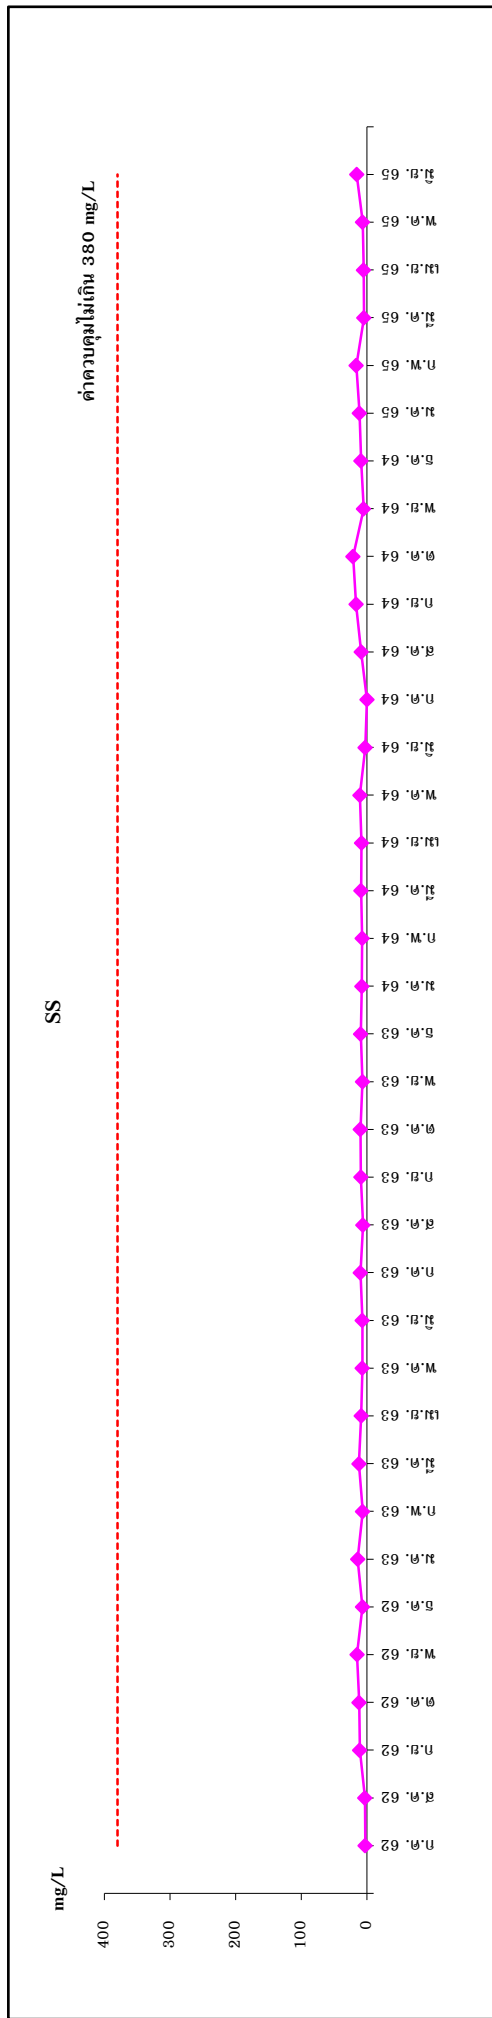 SS
mg/L
ค่าควบคุมไม่เกิน 380 mg/L
400
300
200
100
0
ก.ค. 62
ส.ค. 62
ก.ย. 62
ต.ค. 62
พ.ย. 62
ธ.ค. 62
ม.ค. 63
ก.พ. 63
มี.ค. 63
เม.ย. 63
พ.ค. 63
มิ.ย. 63
ก.ค. 63
ส.ค. 63
ก.ย. 63
ต.ค. 63
พ.ย. 63
ธ.ค. 63
ม.ค. 64
ก.พ. 64
มี.ค. 64
เม.ย. 64
พ.ค. 64
มิ.ย. 64
ก.ค. 64
ส.ค. 64
ก.ย. 64
ต.ค. 64
พ.ย. 64
ธ.ค. 64
ม.ค. 65
ก.พ. 65
มี.ค. 65
เม.ย. 65
พ.ค. 65
มิ.ย. 65